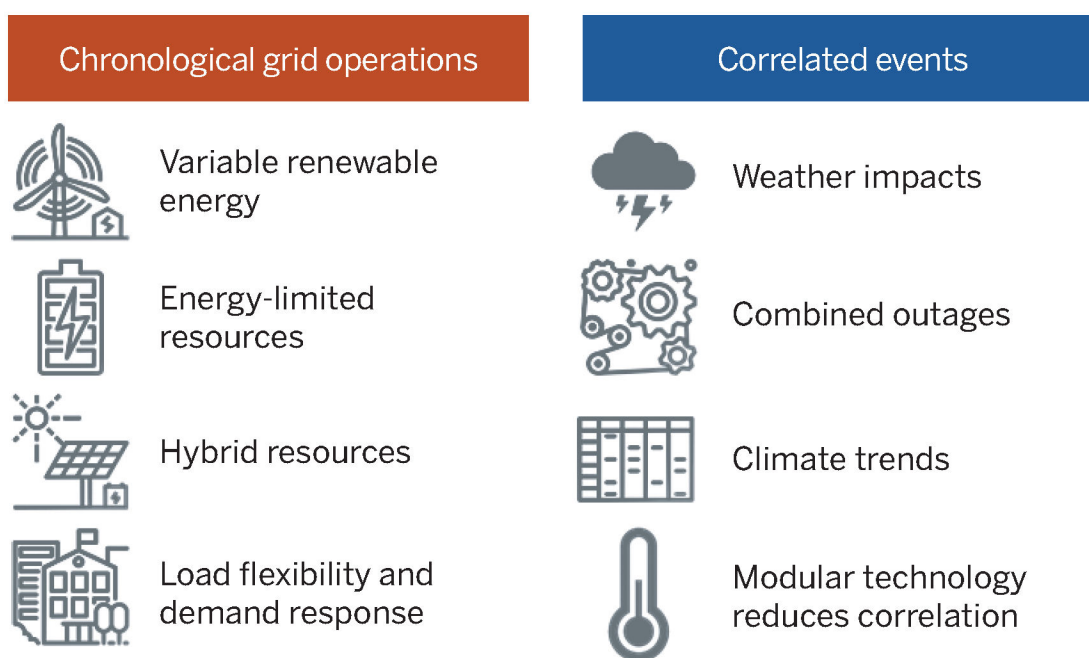 Chronological grid operations
Variable renewable
energy
Energy-limited
resources
Hybrid resources
Load flexibility and
demand response
Correlated events
Weather impacts
Combined outages
Climate trends
Modular technology
reduces correlation